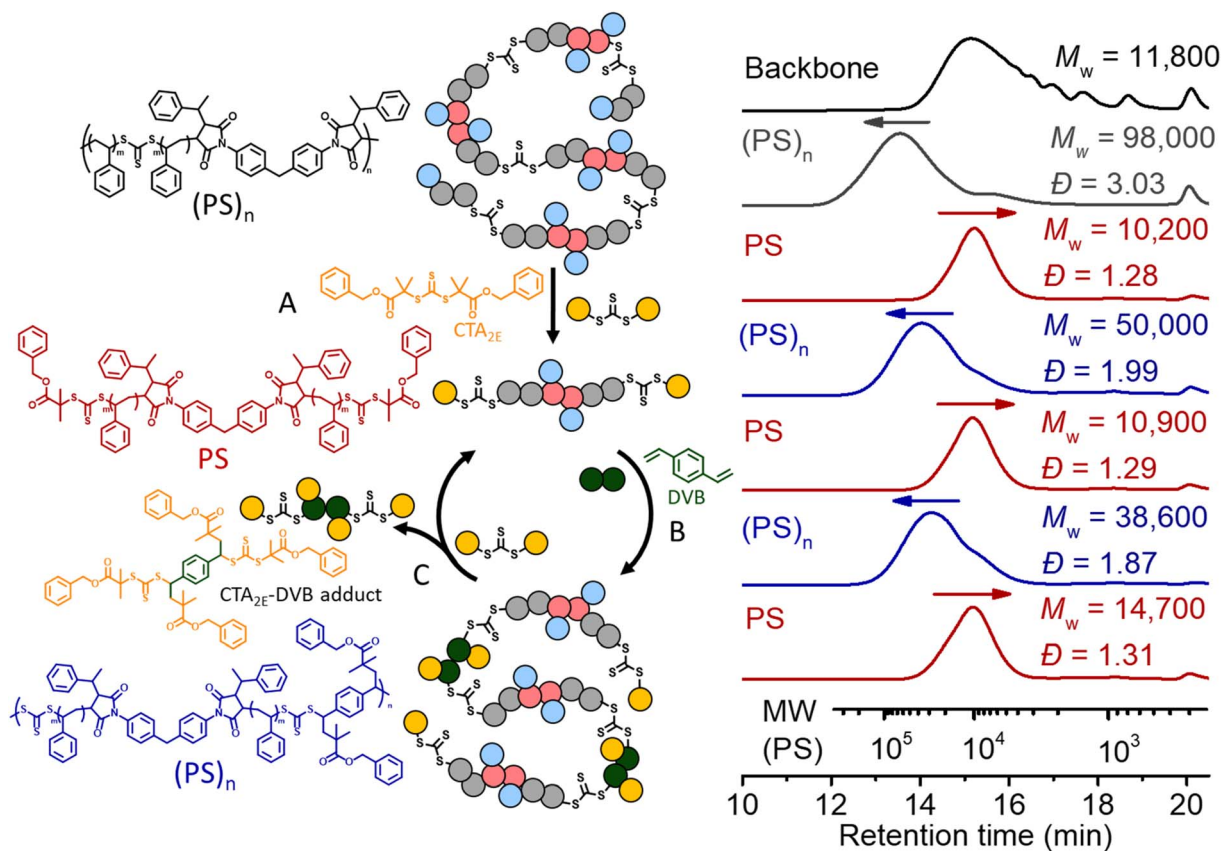 (PS)n
A
CTA2E
PS
DVB
B
C
CTA2E-DVB adduct
(PS)n
Backbone
Mw = 11,800
(PS)n
Mw = 98,000
Đ = 3.03
PS
Mw = 10,200
Đ = 1.28
(PS)n
Mw = 50,000
Đ = 1.99
PS
Mw = 10,900
Đ = 1.29
(PS)n
Mw = 38,600
Đ = 1.87
PS
Mw = 14,700
Đ = 1.31
MW
(PS)
10^5 10^4 10^3
10 12 14 16 18 20
Retention time (min)